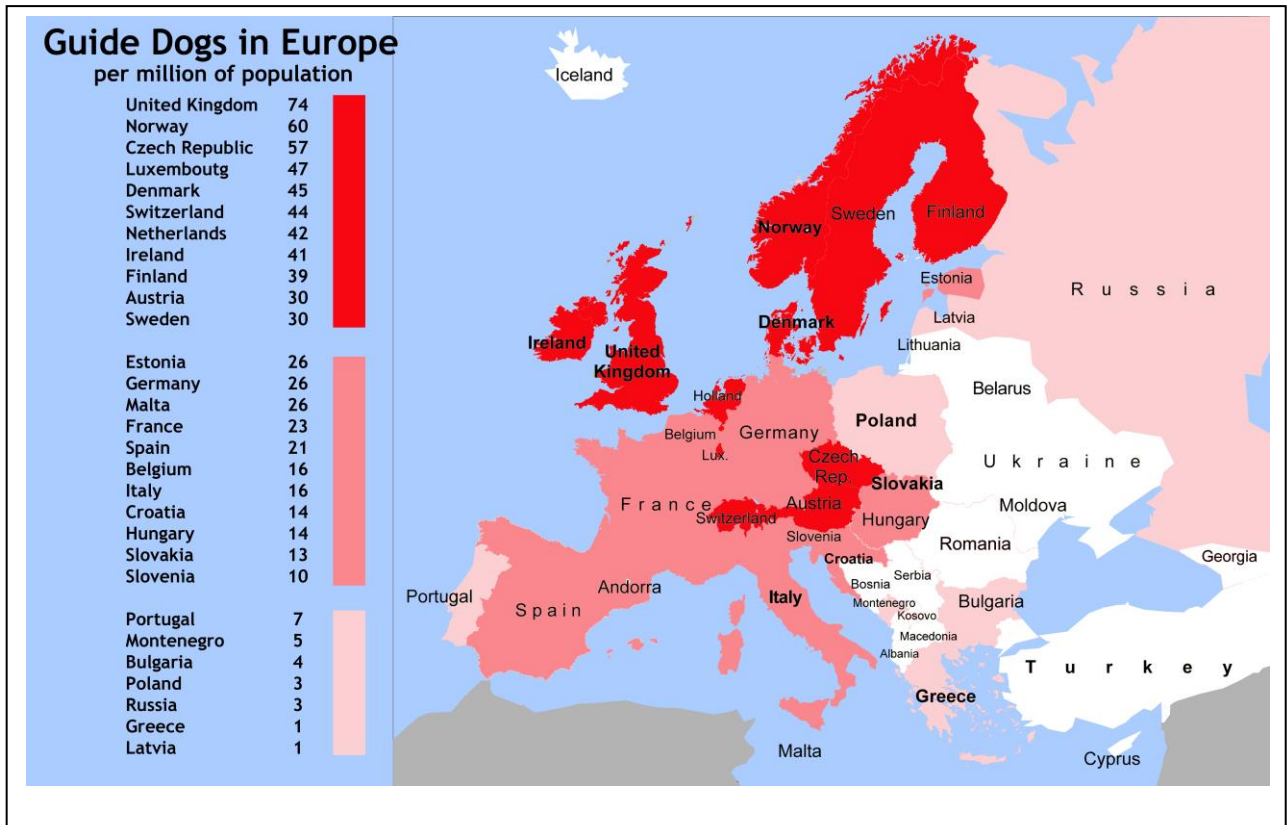 Guide Dogs in Europe
per million of population
United Kingdom 74
Norway 60
Czech Republic 57
Luxemboutg 47
Denmark 45
Switzerland 44
Netherlands 42
Ireland 41
Finland 39
Austria 30
Sweden 30
Estonia 26
Germany 26
Malta 26
France 23
Spain 21
Belgium 16
Italy 16
Croatia 14
Hungary 14
Slovakia 13
Slovenia 10
Portugal 7
Montenegro 5
Bulgaria 4
Poland 3
Russia 3
Greece 1
Latvia 1
Iceland
Norway
Sweden
Finland
Estonia
Russia
Latvia
Lithuania
Denmark
Ireland
United
Kingdom
Belarus
Holland
Poland
Belgium
Germany
Lux.
Czech
Rep.
Ukraine
Slovakia
France
Switzerland
Austria
Hungary
Moldova
Slovenia
Romania
Croatia
Georgia
Serbia
Bosnia
Andorra
Portugal
Spain
Italy
Montenegro
Kosovo
Bulgaria
Macedonia
Albania
Turkey
Greece
Malta
Cyprus